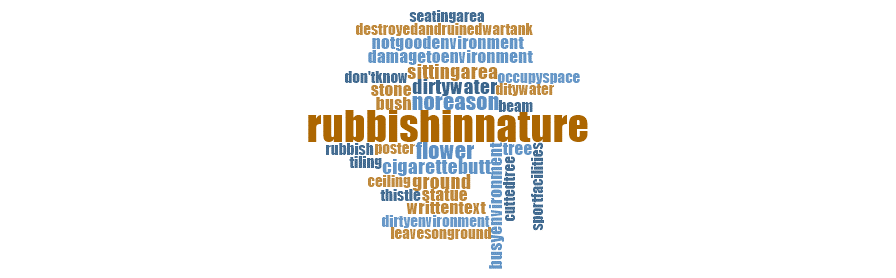 seatingarea
destroyedandruinedwartank
notgoodenvironment
damagetoenvironment
sittingarea
don'tknow
occupyspace
stone
dirtywater
ditywater
bush
noreason
beam
rubbishinnature
rubbish
poster
flower
tree
tiling
cigarettebutt
busyenvironment
cuttedtree
sportfacilities
ceiling
ground
thistle
statue
writtentext
dirtyenvironment
leavesonground